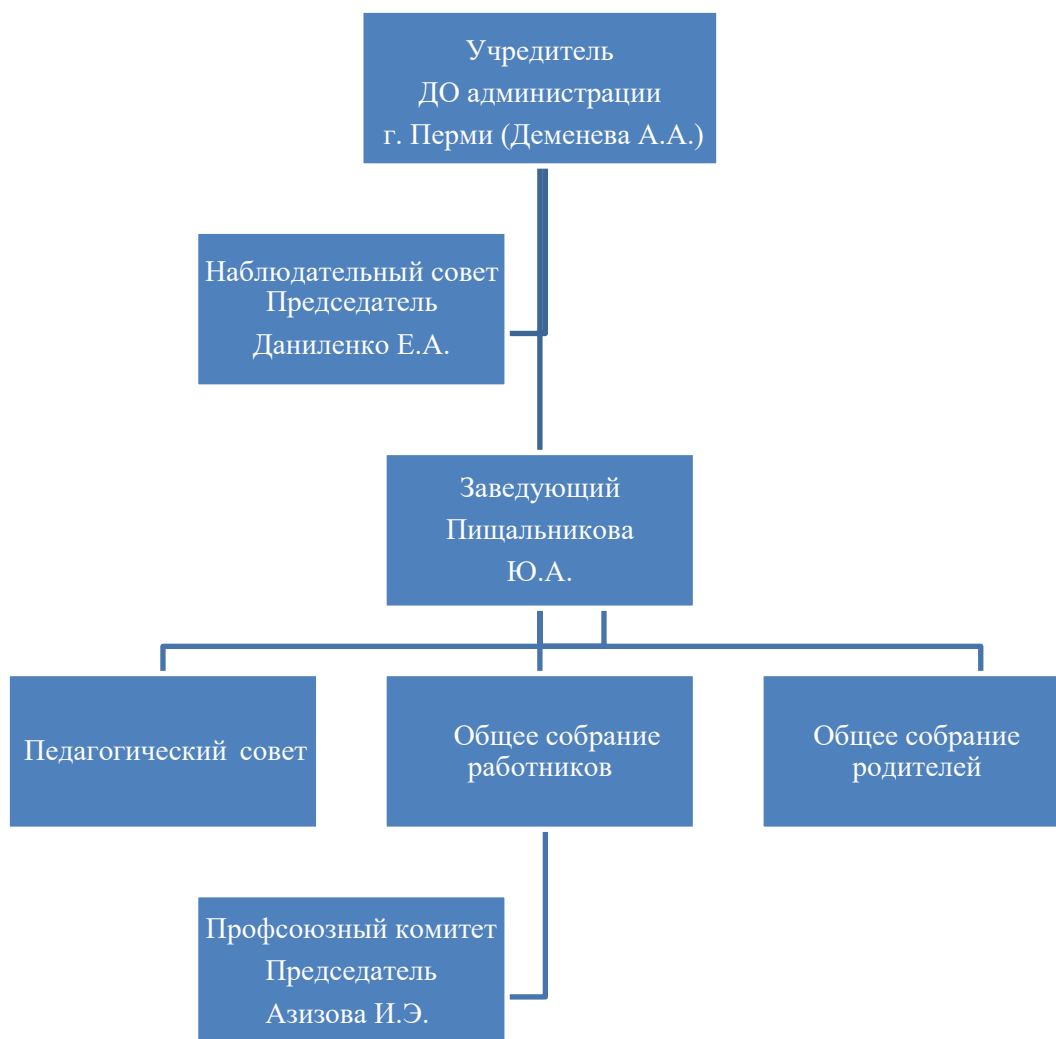 Учредитель
ДО администрации
г. Перми (Деменева А.А.)
Наблюдательный совет
Председатель
Даниленко Е.А.
Заведующий
Пищальникова
Ю.А.
Педагогический совет
Общее собрание
работников
Общее собрание
родителей
Профсоюзный комитет
Председатель
Азизова И.Э.